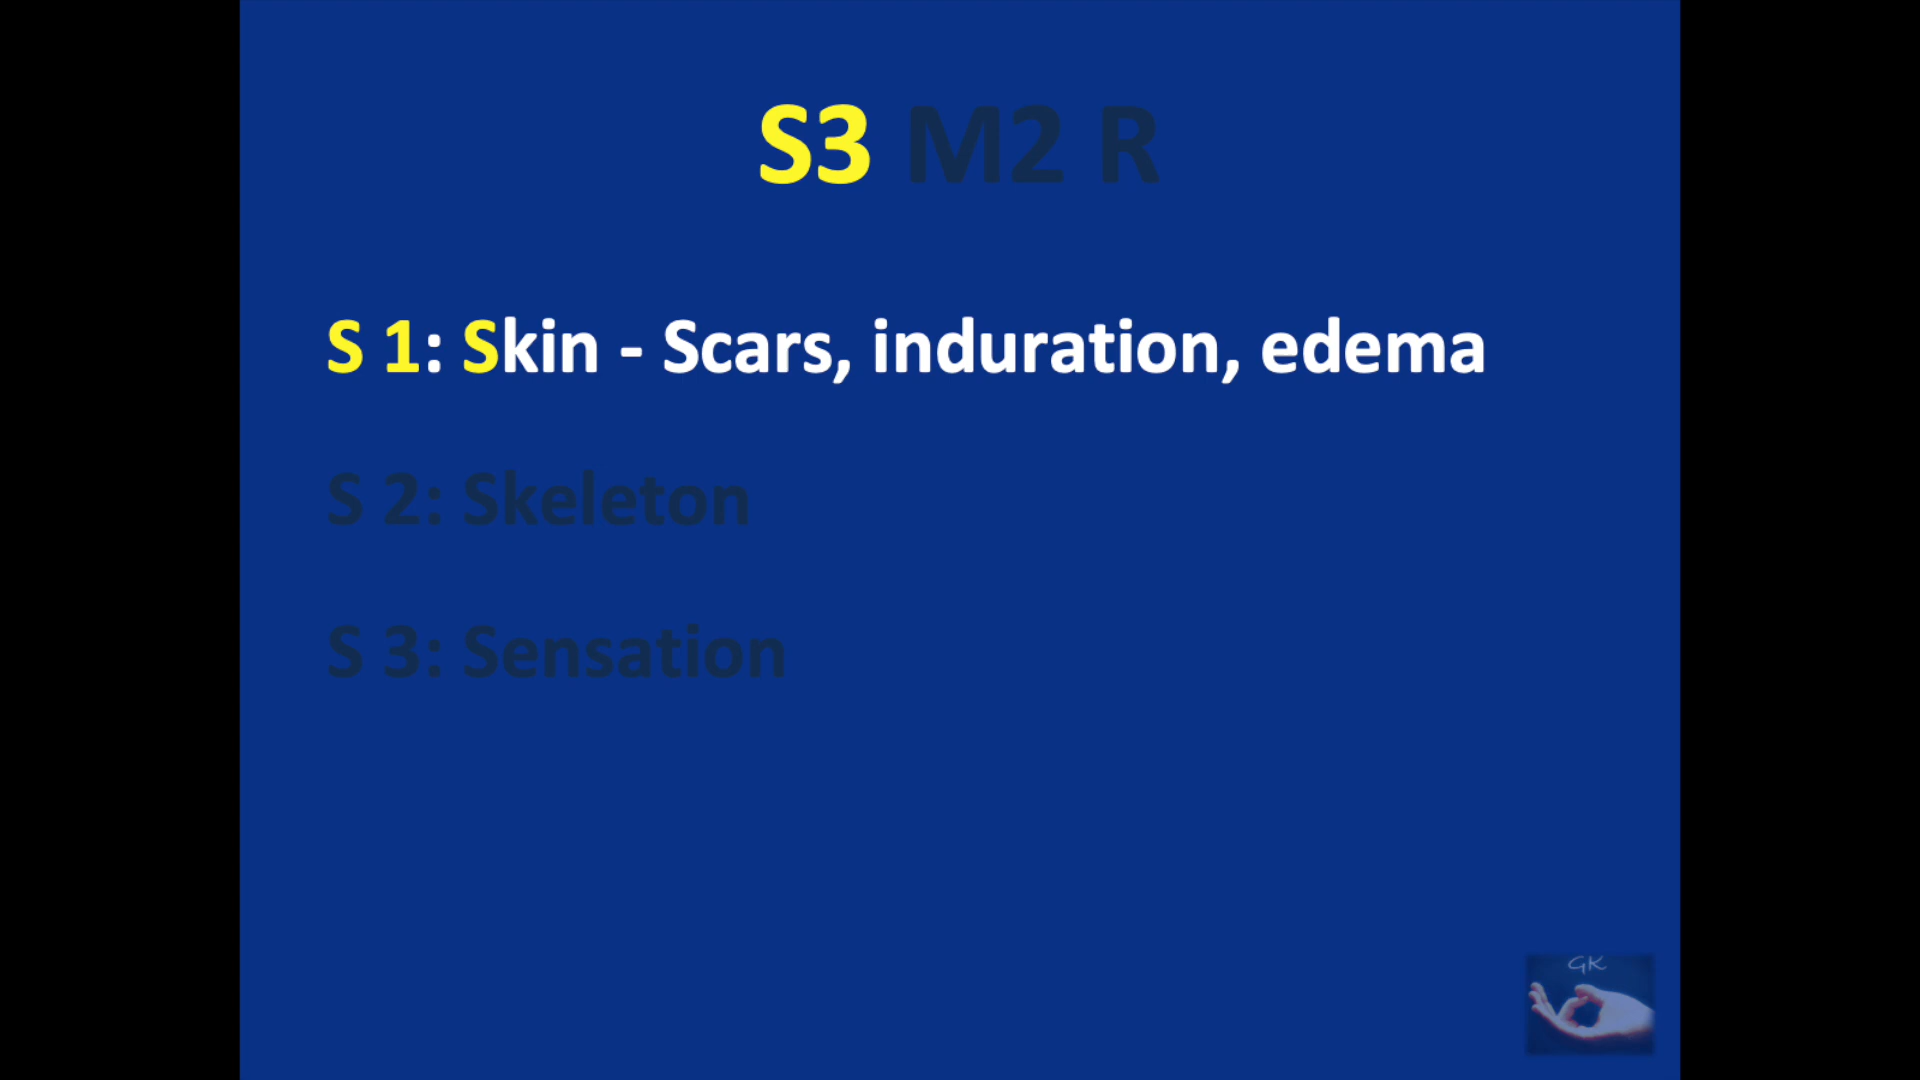 S3 M2 R
S 1: Skin - Scars, induration, edema
S 2: Skeleton
S 3: Sensation
GK